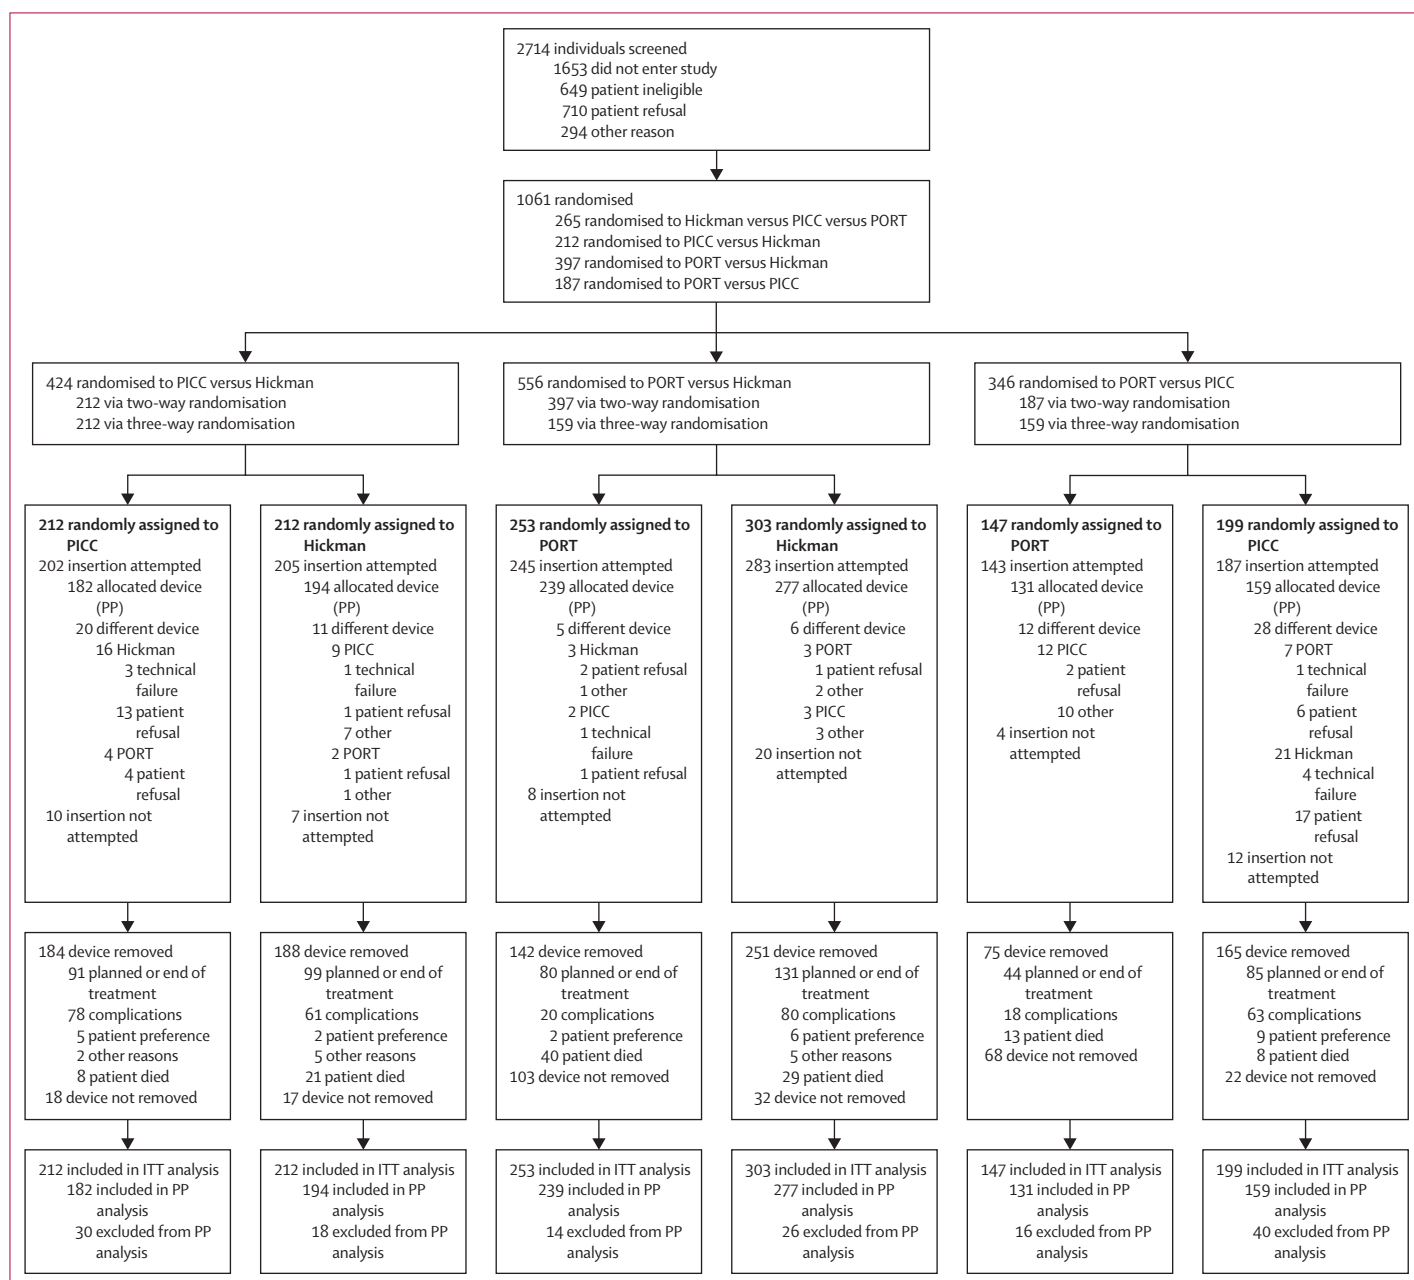 2714 individuals screened
1653 did not enter study
649 patient ineligible
710 patient refusal
294 other reason
1061 randomised
265 randomised to Hickman versus PICC versus PORT
212 randomised to PICC versus Hickman
397 randomised to PORT versus Hickman
187 randomised to PORT versus PICC
424 randomised to PICC versus Hickman
212 via two-way randomisation
212 via three-way randomisation
556 randomised to PORT versus Hickman
397 via two-way randomisation
159 via three-way randomisation
346 randomised to PORT versus PICC
187 via two-way randomisation
159 via three-way randomisation
212 randomly assigned to
PICC
202 insertion attempted
182 allocated device
(PP)
20 different device
16 Hickman
3 technical
failure
13 patient
refusal
4 PORT
4 patient
refusal
10 insertion not
attempted
212 randomly assigned to
Hickman
205 insertion attempted
194 allocated device
(PP)
11 different device
9 PICC
1 technical
failure
1 patient refusal
7 other
2 PORT
1 patient refusal
1 other
7 insertion not
attempted
253 randomly assigned to
PORT
245 insertion attempted
239 allocated device
(PP)
5 different device
3 Hickman
2 patient refusal
1 other
2 PICC
1 technical
failure
1 patient refusal
8 insertion not
attempted
303 randomly assigned to
Hickman
283 insertion attempted
277 allocated device
(PP)
6 different device
3 PORT
1 patient refusal
2 other
3 PICC
3 other
20 insertion not
attempted
147 randomly assigned to
PORT
143 insertion attempted
131 allocated device
(PP)
12 different device
12 PICC
2 patient
refusal
10 other
4 insertion not
attempted
199 randomly assigned to
PICC
187 insertion attempted
159 allocated device
(PP)
28 different device
7 PORT
1 technical
failure
6 patient
refusal
21 Hickman
4 technical
failure
17 patient
refusal
12 insertion not
attempted
184 device removed
91 planned or end of
treatment
78 complications
5 patient preference
2 other reasons
8 patient died
18 device not removed
188 device removed
99 planned or end of
treatment
61 complications
2 patient preference
5 other reasons
21 patient died
17 device not removed
142 device removed
80 planned or end of
treatment
20 complications
2 patient preference
40 patient died
103 device not removed
251 device removed
131 planned or end of
treatment
80 complications
6 patient preference
5 other reasons
29 patient died
32 device not removed
75 device removed
44 planned or end of
treatment
18 complications
13 patient died
68 device not removed
165 device removed
85 planned or end of
treatment
63 complications
9 patient preference
8 patient died
22 device not removed
212 included in ITT analysis
182 included in PP
analysis
30 excluded from PP
analysis
212 included in ITT analysis
194 included in PP
analysis
18 excluded from PP
analysis
253 included in ITT analysis
239 included in PP
analysis
14 excluded from PP
analysis
303 included in ITT analysis
277 included in PP
analysis
26 excluded from PP
analysis
147 included in ITT analysis
131 included in PP
analysis
16 excluded from PP
analysis
199 included in ITT analysis
159 included in PP
analysis
40 excluded from PP
analysis